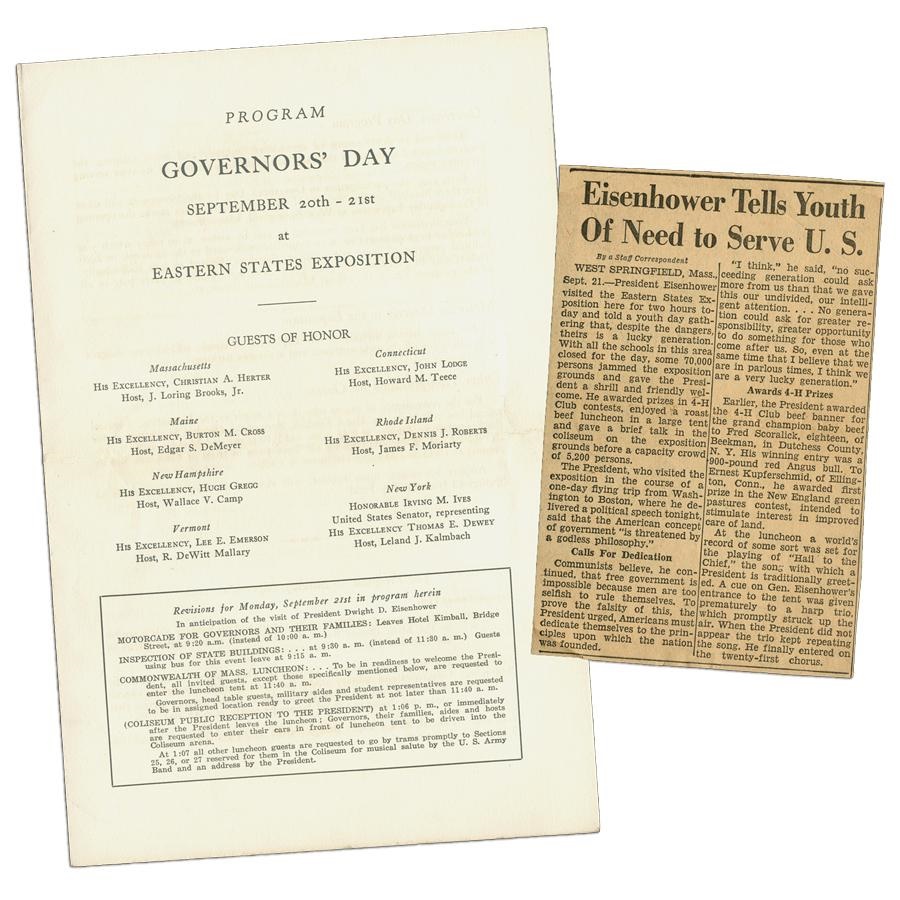 PROGRAM
GOVERNORS' DAY
SEPTEMBER 20th - 21st
at
EASTERN STATES EXPOSITION
GUESTS OF HONOR
Massachusetts
HIS EXCELLENCY, CHRISTIAN A. HERTER
Host, J. Loring Brooks, Jr.
Connecticut
HIS EXCELLENCY, JOHN LODGE
Host, Howard M. Teece
Maine
HIS EXCELLENCY, BURTON M. CROSS
Host, Edgar S. DeMeyer
Rhode Island
HIS EXCELLENCY, DENNIS J. ROBERTS
Host, James F. Moriarty
New Hampshire
HIS EXCELLENCY, HUGH GREGG
Host, Wallace V. Camp
New York
HONORABLE IRVING M. IVES
United States Senator, representing
HIS EXCELLENCY THOMAS E. DEWEY
Host, Leland J. Kalmbach
Vermont
HIS EXCELLENCY, LEE E. EMERSON
Host, R. DeWitt Mallary
Revisions for Monday, September 21st in program herein
In anticipation of the visit of President Dwight D. Eisenhower
MOTORCADE FOR GOVERNORS AND THEIR FAMILIES: Leaves Hotel Kimball, Bridge
Street, at 9:20 a.m. (instead of 10:00 a. m.)
INSPECTION OF STATE BUILDINGS: . . . at 9:30 a. m. (instead of 11:30 a. m.) Guests
using bus for this event leave at 9:15 a. m.
COMMONWEALTH OF MASS. LUNCHEON: . . . To be in readiness to welcome the Presi-
dent, all invited guests, except those specifically mentioned below, are requested to
enter the luncheon tent at 11:40 a. m.
Governors, head table guests, military aides and student representatives are requested
to be in assigned location ready to greet the President at not later than 11:40 a. m.
(COLISEUM PUBLIC RECEPTION TO THE PRESIDENT) at 1:06 p. m., or immediately
after the President leaves the luncheon; Governors, their families, aides and hosts
are requested to enter their cars in front of luncheon tent to be driven into the
Coliseum arena.
At 1:07 all other luncheon guests are requested to go by trams promptly to Sections
25, 26, or 27 reserved for them in the Coliseum for musical salute by the U. S. Army
Band and an address by the President.
Eisenhower Tells Youth
Of Need to Serve U. S.
By a Staff Correspondent
WEST SPRINGFIELD, Mass.,
Sept. 21.—President Eisenhower
visited the Eastern States Ex-
position here for two hours to-
day and told a youth day gath-
ering that, despite the dangers,
theirs is a lucky generation.
With all the schools in this area
closed for the day, some 70,000
persons jammed the exposition
grounds and gave the Presi-
dent a shrill and friendly wel-
come. He awarded prizes in 4-H
Club contests, enjoyed a roast
beef luncheon in a large tent
and gave a brief talk in the
coliseum on the exposition
grounds before a capacity crowd
of 5,200 persons.
The President, who visited the
exposition in the course of a
one-day flying trip from Wash-
ington to Boston, where he de-
livered a political speech tonight,
said that the American concept
of government "is threatened by
a godless philosophy."
Calls For Dedication
Communists believe, he con-
tinued, that free government is
impossible because men are too
selfish to rule themselves. To
prove the falsity of this, the
President urged, Americans must
dedicate themselves to the prin-
ciples upon which the nation
was founded.
"I think," he said, "no suc-
ceeding generation could ask
more from us than that we gave
this our undivided, our intelli-
gent attention. . . . No genera-
tion could ask for greater re-
sponsibility, greater opportunity
to do something for those who
come after us. So, even at the
same time that I believe that we
are in parlous times, I think we
are a very lucky generation."
Awards 4-H Prizes
Earlier, the President awarded
the 4-H Club beef banner for
the grand champion baby beef
to Fred Scoralick, eighteen, of
Beekman, in Dutchess County,
N. Y. His winning entry was a
900-pound red Angus bull. To
Ernest Kupferschmid, of Elling-
ton, Conn., he awarded first
prize in the New England green
pastures contest, intended to
stimulate interest in improved
care of land.
At the luncheon a world's
record of some sort was set for
the playing of "Hail to the
Chief," the song with which a
President is traditionally greet-
ed. A cue on Gen. Eisenhower's
entrance to the tent was given
prematurely to a harp trio,
which promptly struck up the
air. When the President did not
appear the trio kept repeating
the song. He finally entered on
the twenty-first chorus.